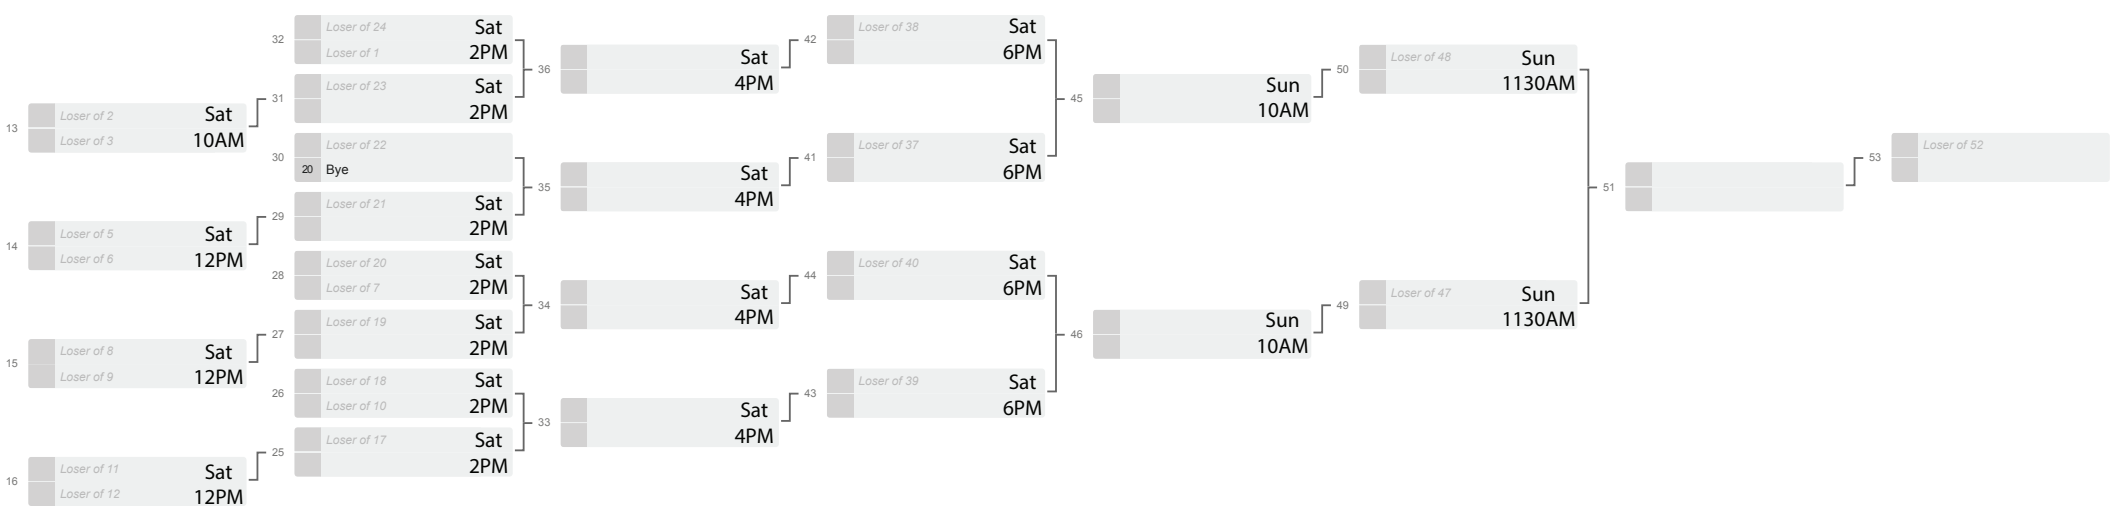 13
Loser of 2 Sat
Loser of 3 10AM
14
Loser of 5 Sat
Loser of 6 12PM
15
Loser of 8 Sat
Loser of 9 12PM
16
Loser of 11 Sat
Loser of 12 12PM
32
Loser of 24 Sat
Loser of 1 2PM
31
Loser of 23 Sat
2PM
30
Loser of 22
20 Bye
29
Loser of 21 Sat
2PM
28
Loser of 20 Sat
Loser of 7 2PM
27
Loser of 19 Sat
2PM
26
Loser of 18 Sat
Loser of 10 2PM
25
Loser of 17 Sat
2PM
36
Sat
4PM
35
Sat
4PM
34
Sat
4PM
33
Sat
4PM
42
Loser of 38 Sat
6PM
41
Loser of 37 Sat
6PM
44
Loser of 40 Sat
6PM
43
Loser of 39 Sat
6PM
45
Sun
10AM
46
Sun
10AM
50
Loser of 48 Sun
1130AM
49
Loser of 47 Sun
1130AM
51
53
Loser of 52